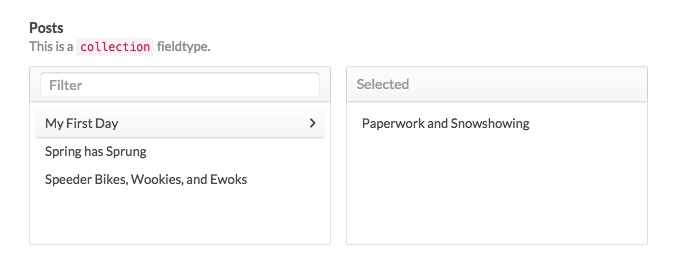 Posts
This is a collection fieldtype.
Filter
My First Day
Spring has Sprung
Speeder Bikes, Wookies, and Ewoks
Selected
Paperwork and Snowshowing